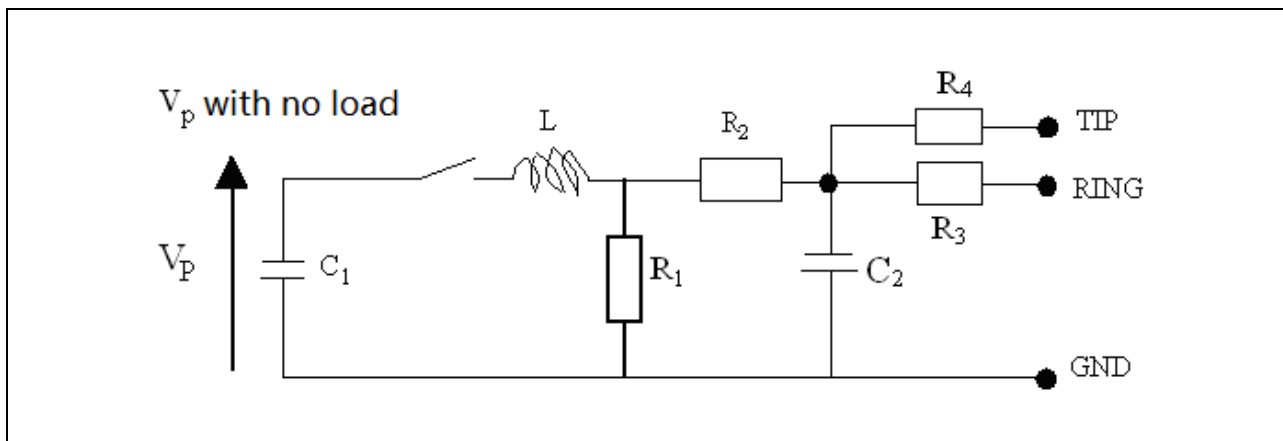 Vp with no load
L
R2
R4
TIP
RING
R3
VP
C1
R1
C2
GND